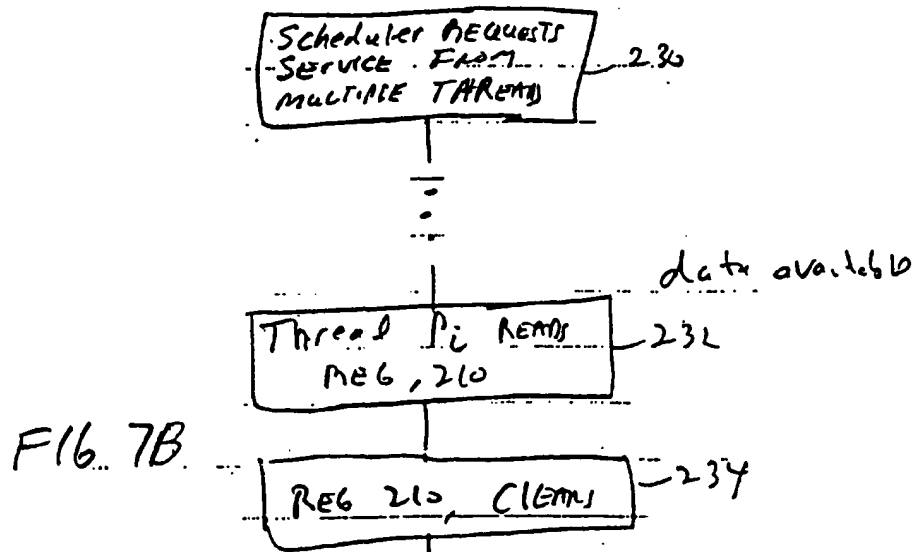 Scheduler REQUESTS
SERVICE FROM
MULTIPLE THREADS
230
data available
Thread Pi READS
REG, 210
232
FIG. 7B
REG 210, CLEARS
234